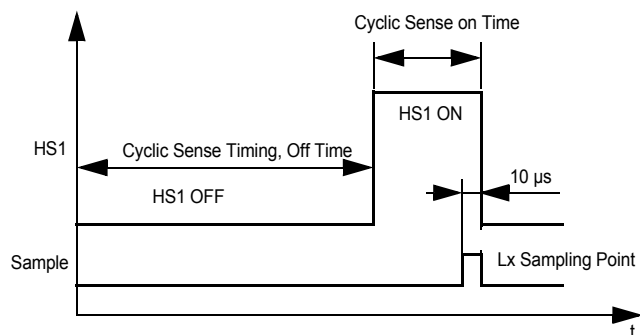 Cyclic Sense on Time
HS1 ON
HS1
Cyclic Sense Timing, Off Time
10 µs
HS1 OFF
Sample
Lx Sampling Point
t